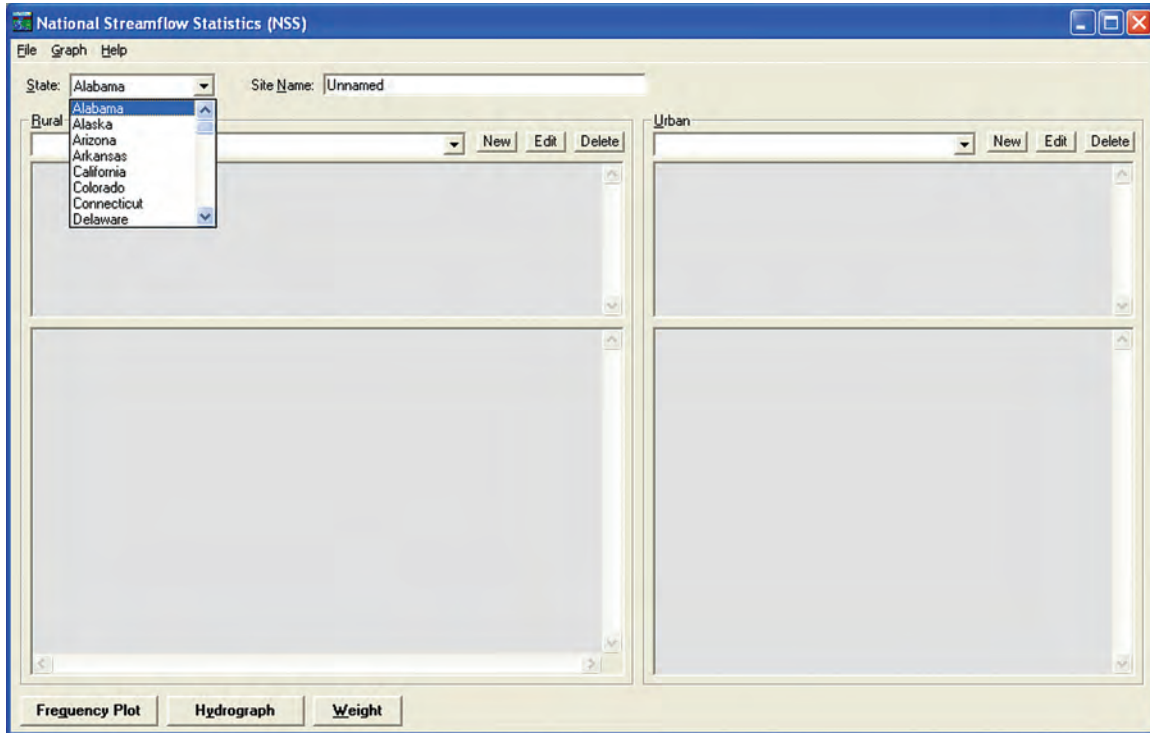 National Streamflow Statistics (NSS)
File Graph Help
State: Alabama Site Name: Unnamed
Alabama
Alaska
Arizona
Arkansas
California
Colorado
Connecticut
Delaware
Rural
New Edit Delete
Urban
New Edit Delete
Frequency Plot Hydrograph Weight